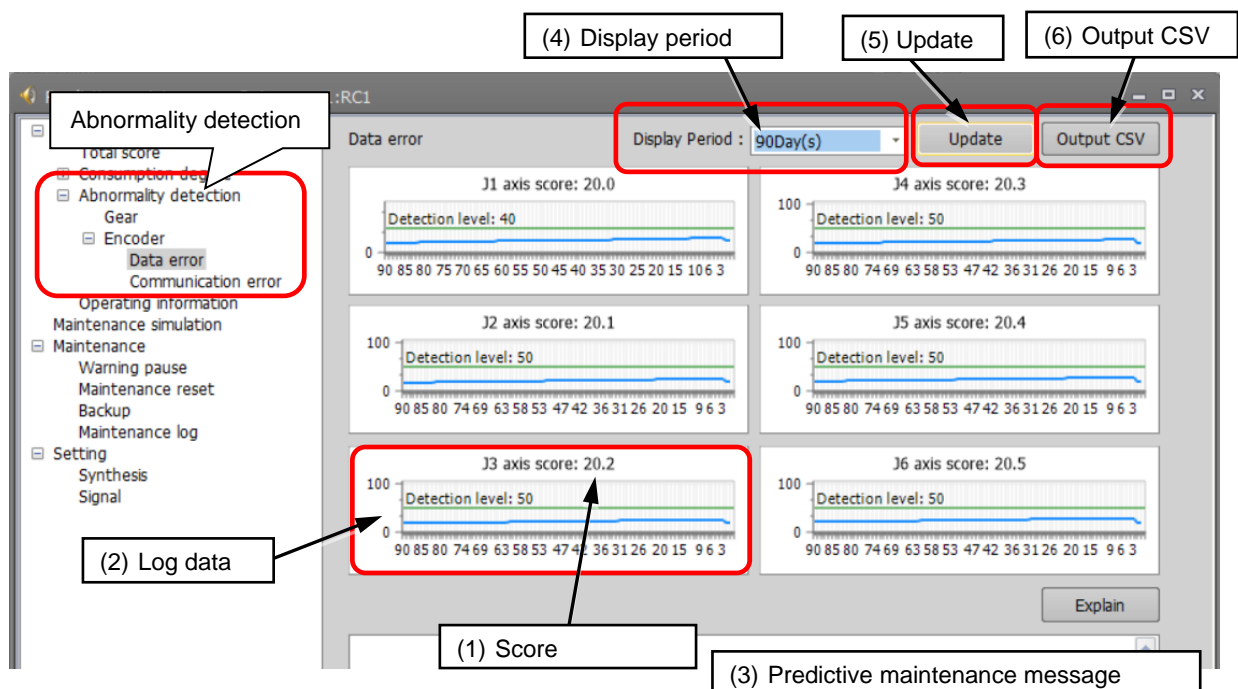 (4) Display period
(5) Update
(6) Output CSV
1:RC1
Abnormality detection
Total score
Consumption degree
Abnormality detection
Gear
Encoder
Data error
Communication error
Operating information
Maintenance simulation
Maintenance
Warning pause
Maintenance reset
Backup
Maintenance log
Setting
Synthesis
Signal
Data error
Display Period :
90Day(s)
Update
Output CSV
J1 axis score: 20.0
Detection level: 40
0
90 85 80 75 70 65 60 55 50 45 40 35 30 25 20 15 10 6 3
J4 axis score: 20.3
100
Detection level: 50
0
90 85 80 74 69 63 58 53 47 42 36 31 26 20 15 9 6 3
J2 axis score: 20.1
100
Detection level: 50
0
90 85 80 74 69 63 58 53 47 42 36 31 26 20 15 9 6 3
J5 axis score: 20.4
100
Detection level: 50
0
90 85 80 74 69 63 58 53 47 42 36 31 26 20 15 9 6 3
J3 axis score: 20.2
100
Detection level: 50
0
90 85 80 74 69 63 58 53 47 42 36 31 26 20 15 9 6 3
J6 axis score: 20.5
100
Detection level: 50
0
90 85 80 74 69 63 58 53 47 42 36 31 26 20 15 9 6 3
(2) Log data
Explain
(1) Score
(3) Predictive maintenance message